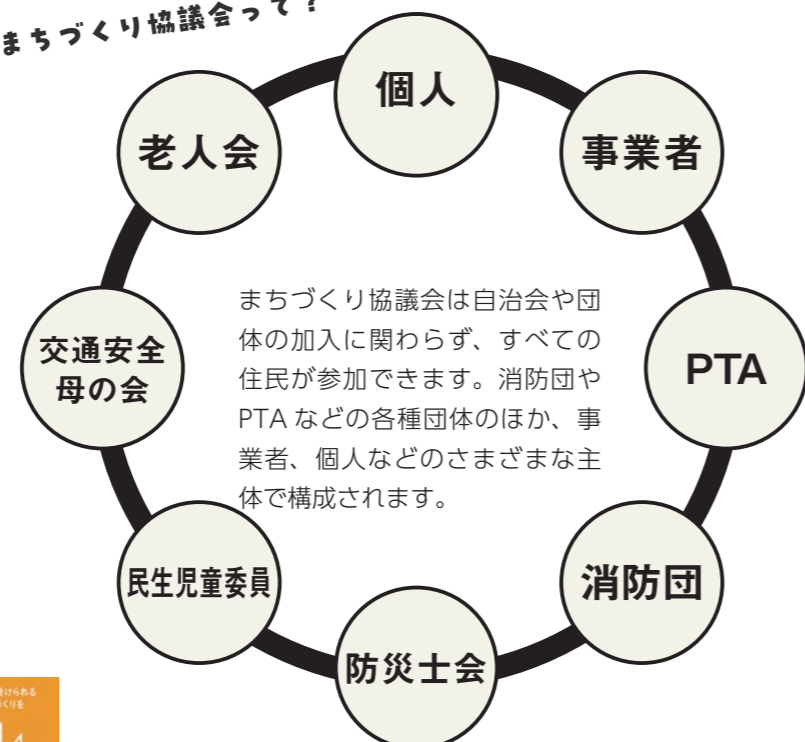 まちづくり協議会って？
個人
事業者
PTA
消防団
防災士会
民生児童委員
交通安全
母の会
老人会
まちづくり協議会は自治会や団
体の加入に関わらず、すべての
住民が参加できます。消防団や
PTA などの各種団体のほか、事
業者、個人などのさまざまな主
体で構成されます。